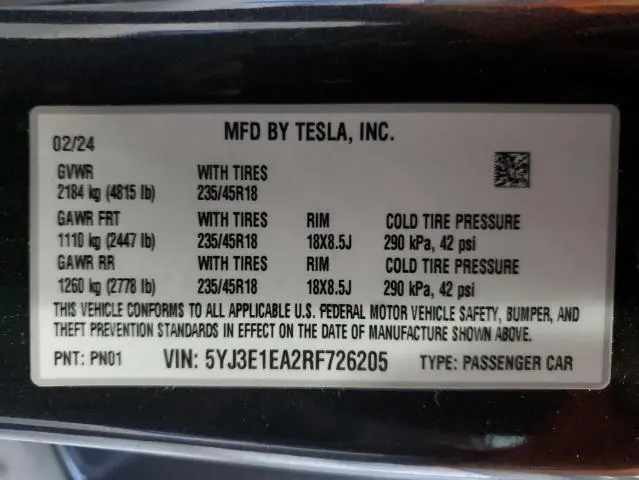 MFD BY TESLA, INC.
02/24
GVWR WITH TIRES
2184 kg (4815 lb) 235/45R18
GAWR FRT WITH TIRES RIM COLD TIRE PRESSURE
1110 kg (2447 lb) 235/45R18 18X8.5J 290 kPa, 42 psi
GAWR RR WITH TIRES RIM COLD TIRE PRESSURE
1260 kg (2778 lb) 235/45R18 18X8.5J 290 kPa, 42 psi
THIS VEHICLE CONFORMS TO ALL APPLICABLE U.S. FEDERAL MOTOR VEHICLE SAFETY, BUMPER, AND
THEFT PREVENTION STANDARDS IN EFFECT ON THE DATE OF MANUFACTURE SHOWN ABOVE.
PNT: PN01 VIN: 5YJ3E1EA2RF726205 TYPE: PASSENGER CAR